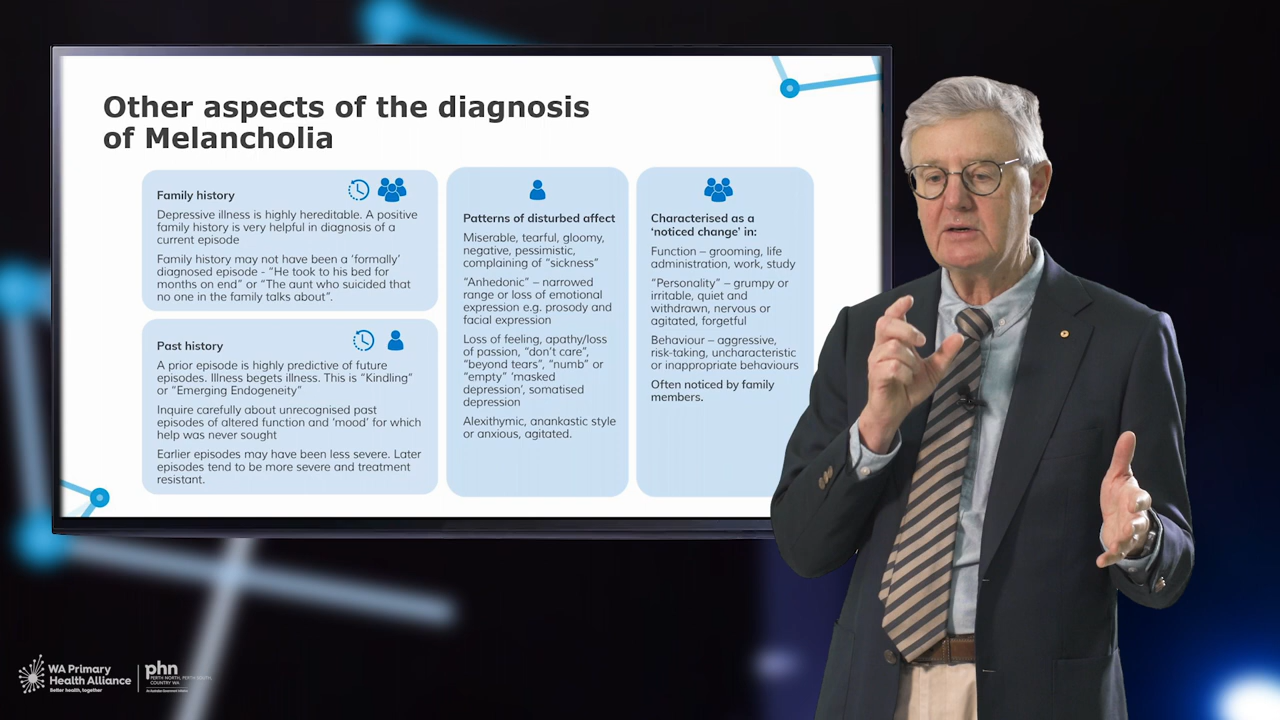 Other aspects of the diagnosis
of Melancholia
Family history
Depressive illness is highly hereditable. A positive
family history is very helpful in diagnosis of a
current episode
Family history may not have been a ‘formally’
diagnosed episode - “He took to his bed for
months on end” or “The aunt who suicided that
no one in the family talks about”.
Past history
A prior episode is highly predictive of future
episodes. Illness begets illness. This is “Kindling”
or “Emerging Endogeneity”
Inquire carefully about unrecognised past
episodes of altered function and ‘mood’ for which
help was never sought
Earlier episodes may have been less severe. Later
episodes tend to be more severe and treatment
resistant.
Patterns of disturbed affect
Miserable, tearful, gloomy,
negative, pessimistic,
complaining of “sickness”
“Anhedonic” – narrowed
range or loss of emotional
expression e.g. prosody and
facial expression
Loss of feeling, apathy/loss
of passion, “don’t care”,
“beyond tears”, “numb” or
“empty” ‘masked
depression’, somatised
depression
Alexithymic, anankastic style
or anxious, agitated.
Characterised as a
‘noticed change’ in:
Function – grooming, life
administration, work, study
“Personality” – grumpy or
irritable, quiet and
withdrawn, nervous or
agitated, forgetful
Behaviour – aggressive,
risk-taking, uncharacteristic
or inappropriate behaviours
Often noticed by family
members.
WA Primary
Health Alliance
Better health, together
phn
PERTH NORTH, PERTH SOUTH,
COUNTRY WA
An Australian Government Initiative